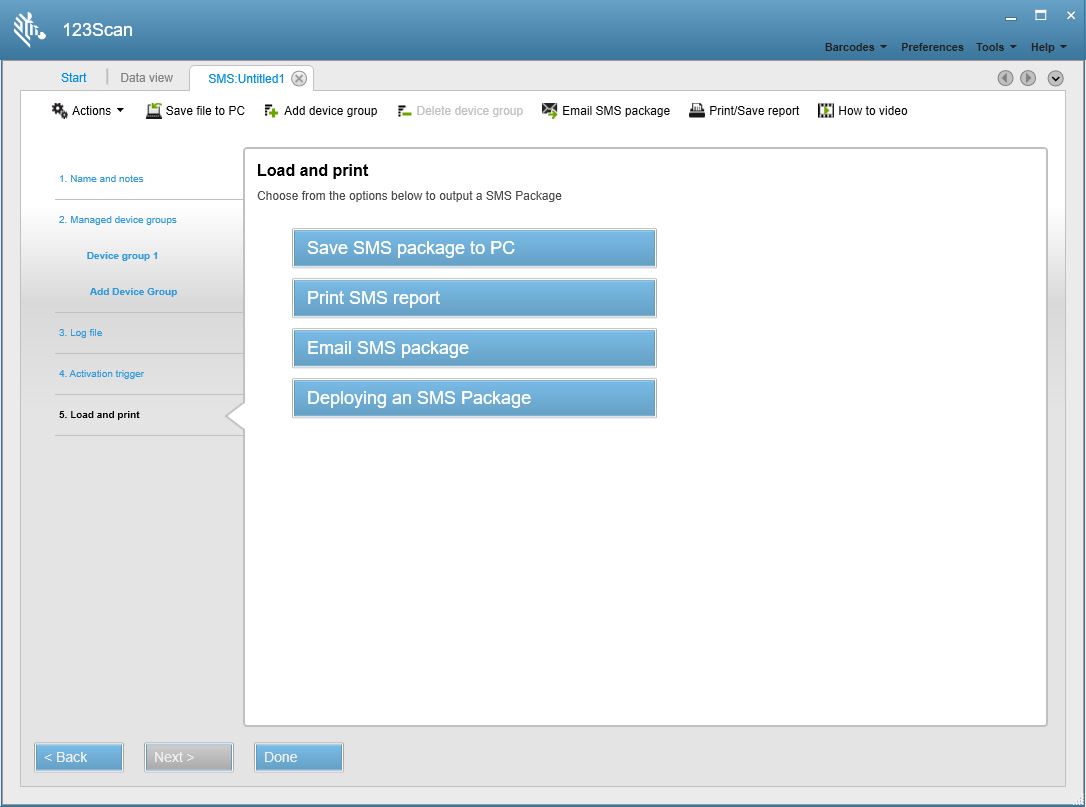 123Scan
Barcodes Preferences Tools Help
Start Data view SMS:Untitled1
Actions Save file to PC Add device group Delete device group Email SMS package Print/Save report How to video
1. Name and notes
2. Managed device groups
Device group 1
Add Device Group
3. Log file
4. Activation trigger
5. Load and print
Load and print
Choose from the options below to output a SMS Package
Save SMS package to PC
Print SMS report
Email SMS package
Deploying an SMS Package
< Back Next > Done